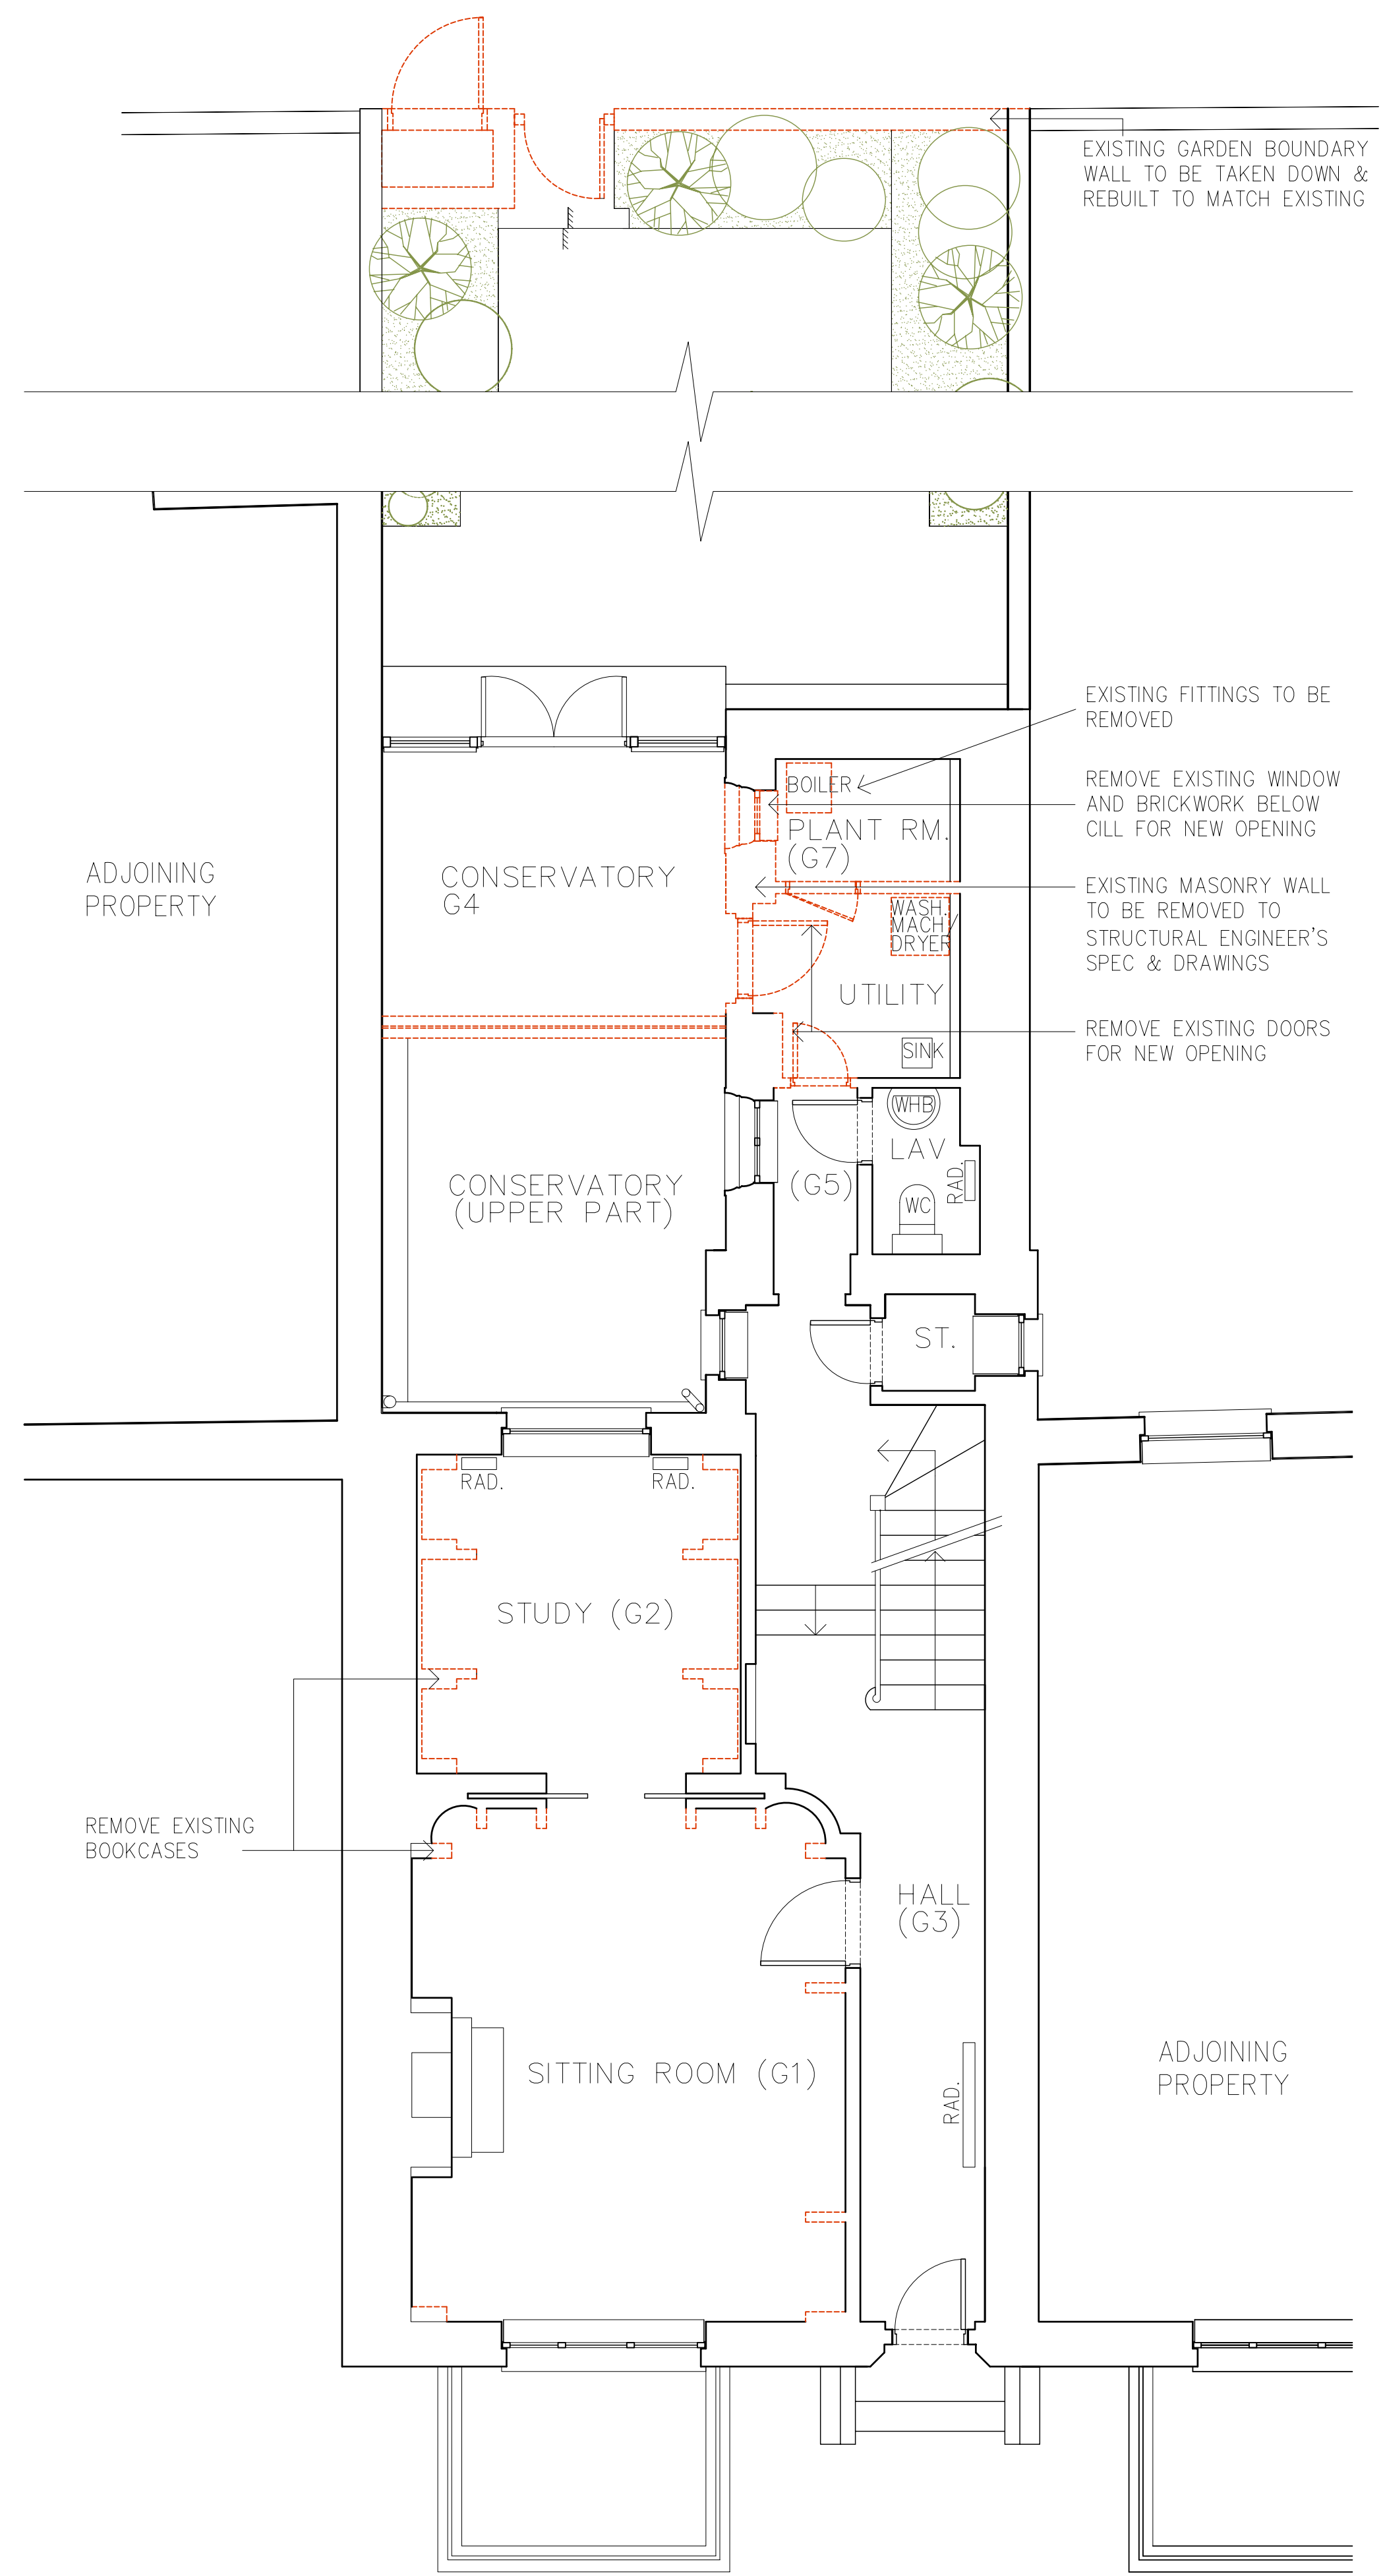 EXISTING GARDEN BOUNDARY
WALL TO BE TAKEN DOWN &
REBUILT TO MATCH EXISTING
EXISTING FITTINGS TO BE
REMOVED
REMOVE EXISTING WINDOW
AND BRICKWORK BELOW
CILL FOR NEW OPENING
EXISTING MASONRY WALL
TO BE REMOVED TO
STRUCTURAL ENGINEER'S
SPEC & DRAWINGS
REMOVE EXISTING DOORS
FOR NEW OPENING
BOILER
PLANT RM.
(G7)
ADJOINING
PROPERTY
CONSERVATORY
G4
WASH.
MACH.
DRYER
UTILITY
SINK
WHB
LAV
RAD.
WC
(G5)
CONSERVATORY
(UPPER PART)
ST.
RAD.
RAD.
STUDY (G2)
REMOVE EXISTING
BOOKCASES
HALL
(G3)
SITTING ROOM (G1)
RAD.
ADJOINING
PROPERTY